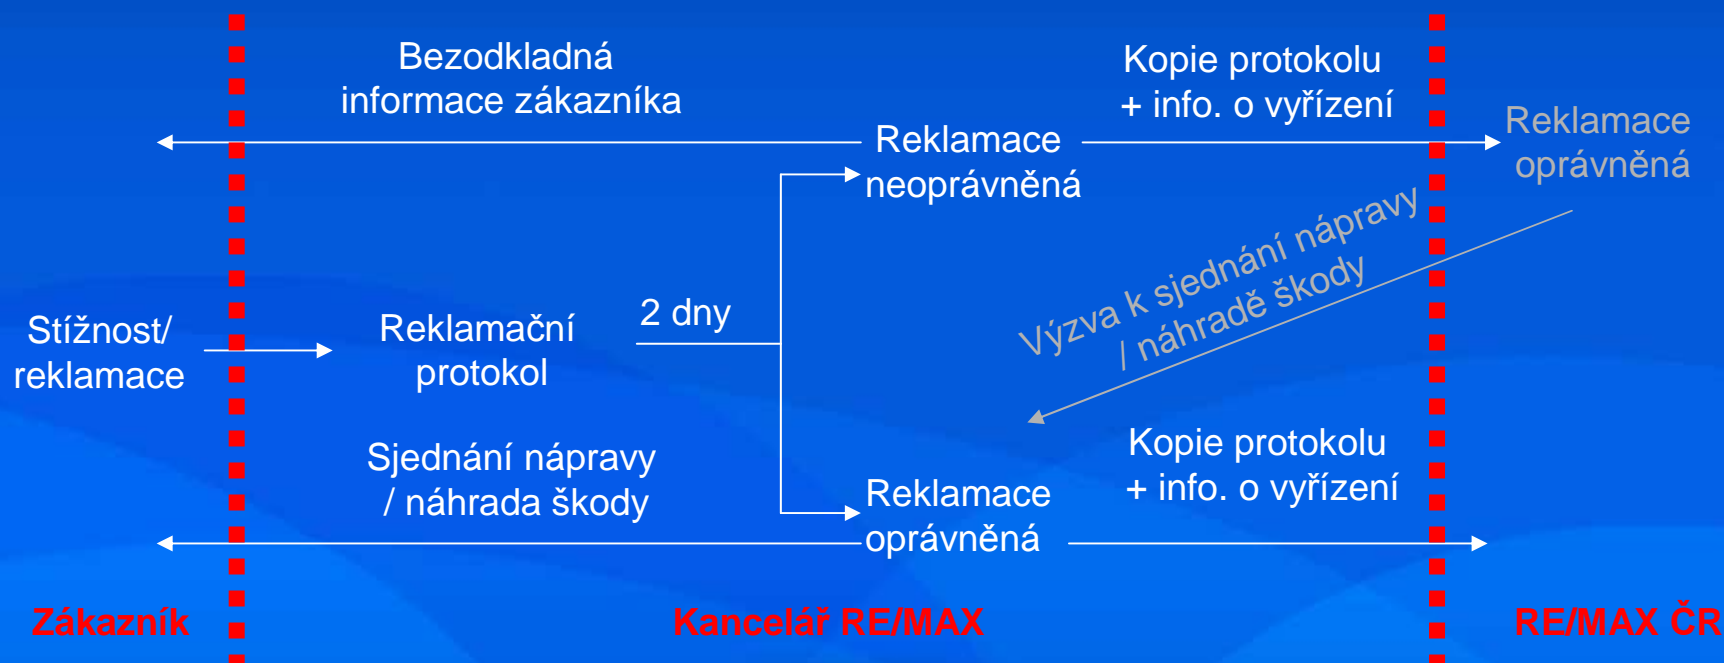 Bezodkladná
informace zákazníka
Kopie protokolu
+ info. o vyřízení
Reklamace
neoprávněná
Reklamace
oprávněná
Výzva k sjednání nápravy
/ náhradě škody
Stížnost/
reklamace
Reklamační
protokol
2 dny
Sjednání nápravy
/ náhrada škody
Reklamace
oprávněná
Kopie protokolu
+ info. o vyřízení
Zákazník
Kancelář RE/MAX
RE/MAX ČR